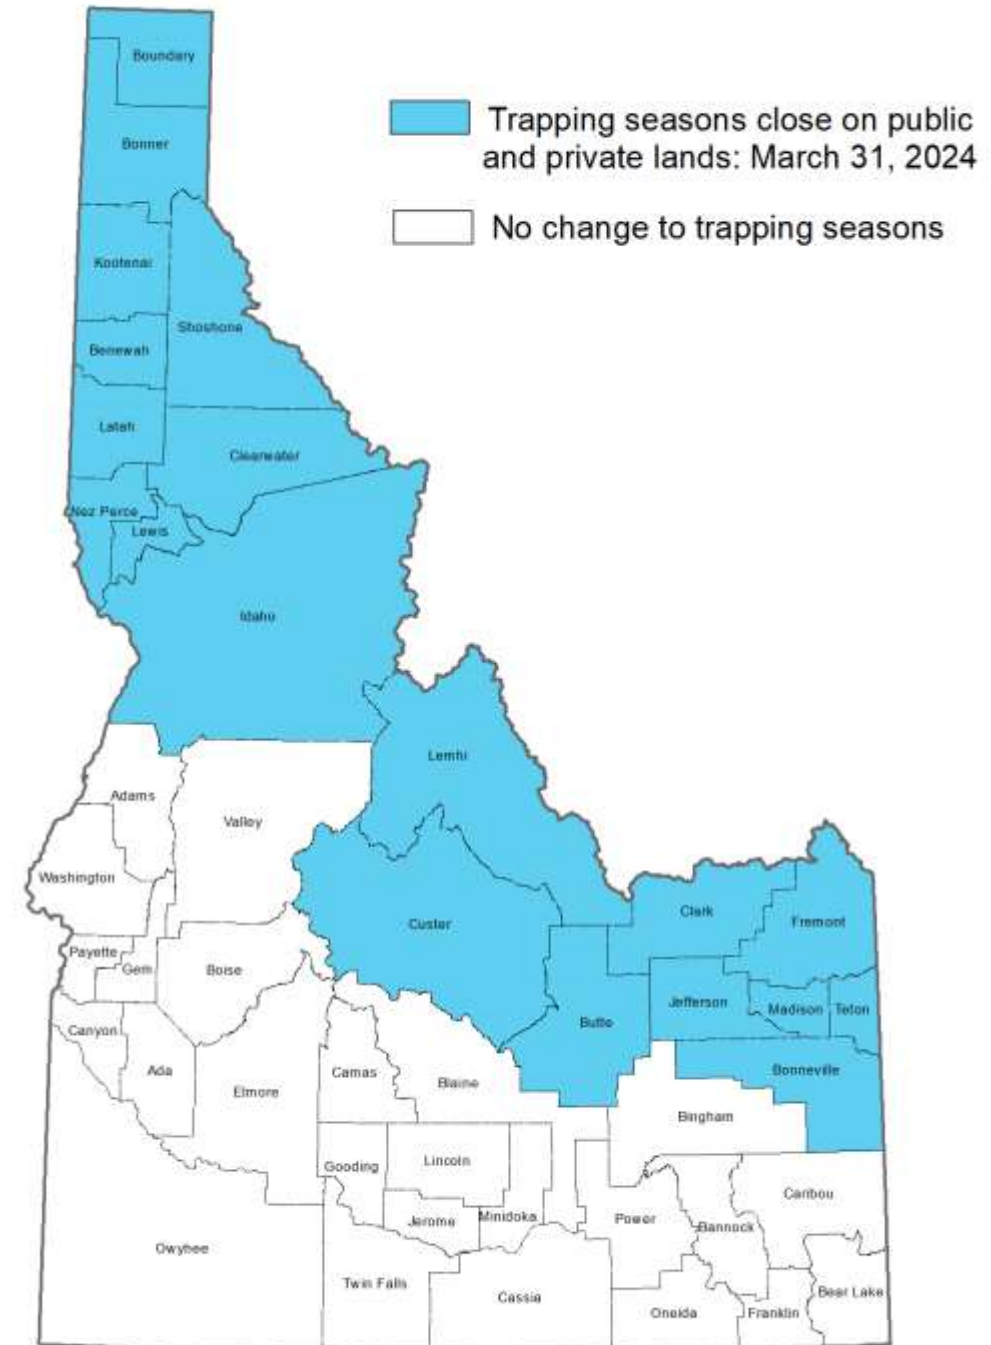 Boundary
Trapping seasons close on public
and private lands: March 31, 2024
Bonner
No change to trapping seasons
Kootenai
Shoshone
Benewah
Latah
Clearwater
Nez Perce
Lewis
Idaho
Lemhi
Adams
Valley
Washington
Clark
Fremont
Custer
Payette
Gem
Boise
Jefferson
Madison
Teton
Butte
Canyon
Ada
Camas
Blaine
Bonneville
Elmore
Bingham
Gooding
Lincoln
Caribou
Jerome
Minidoka
Power
Bannock
Owyhee
Twin Falls
Cassia
Bear Lake
Oneida
Franklin